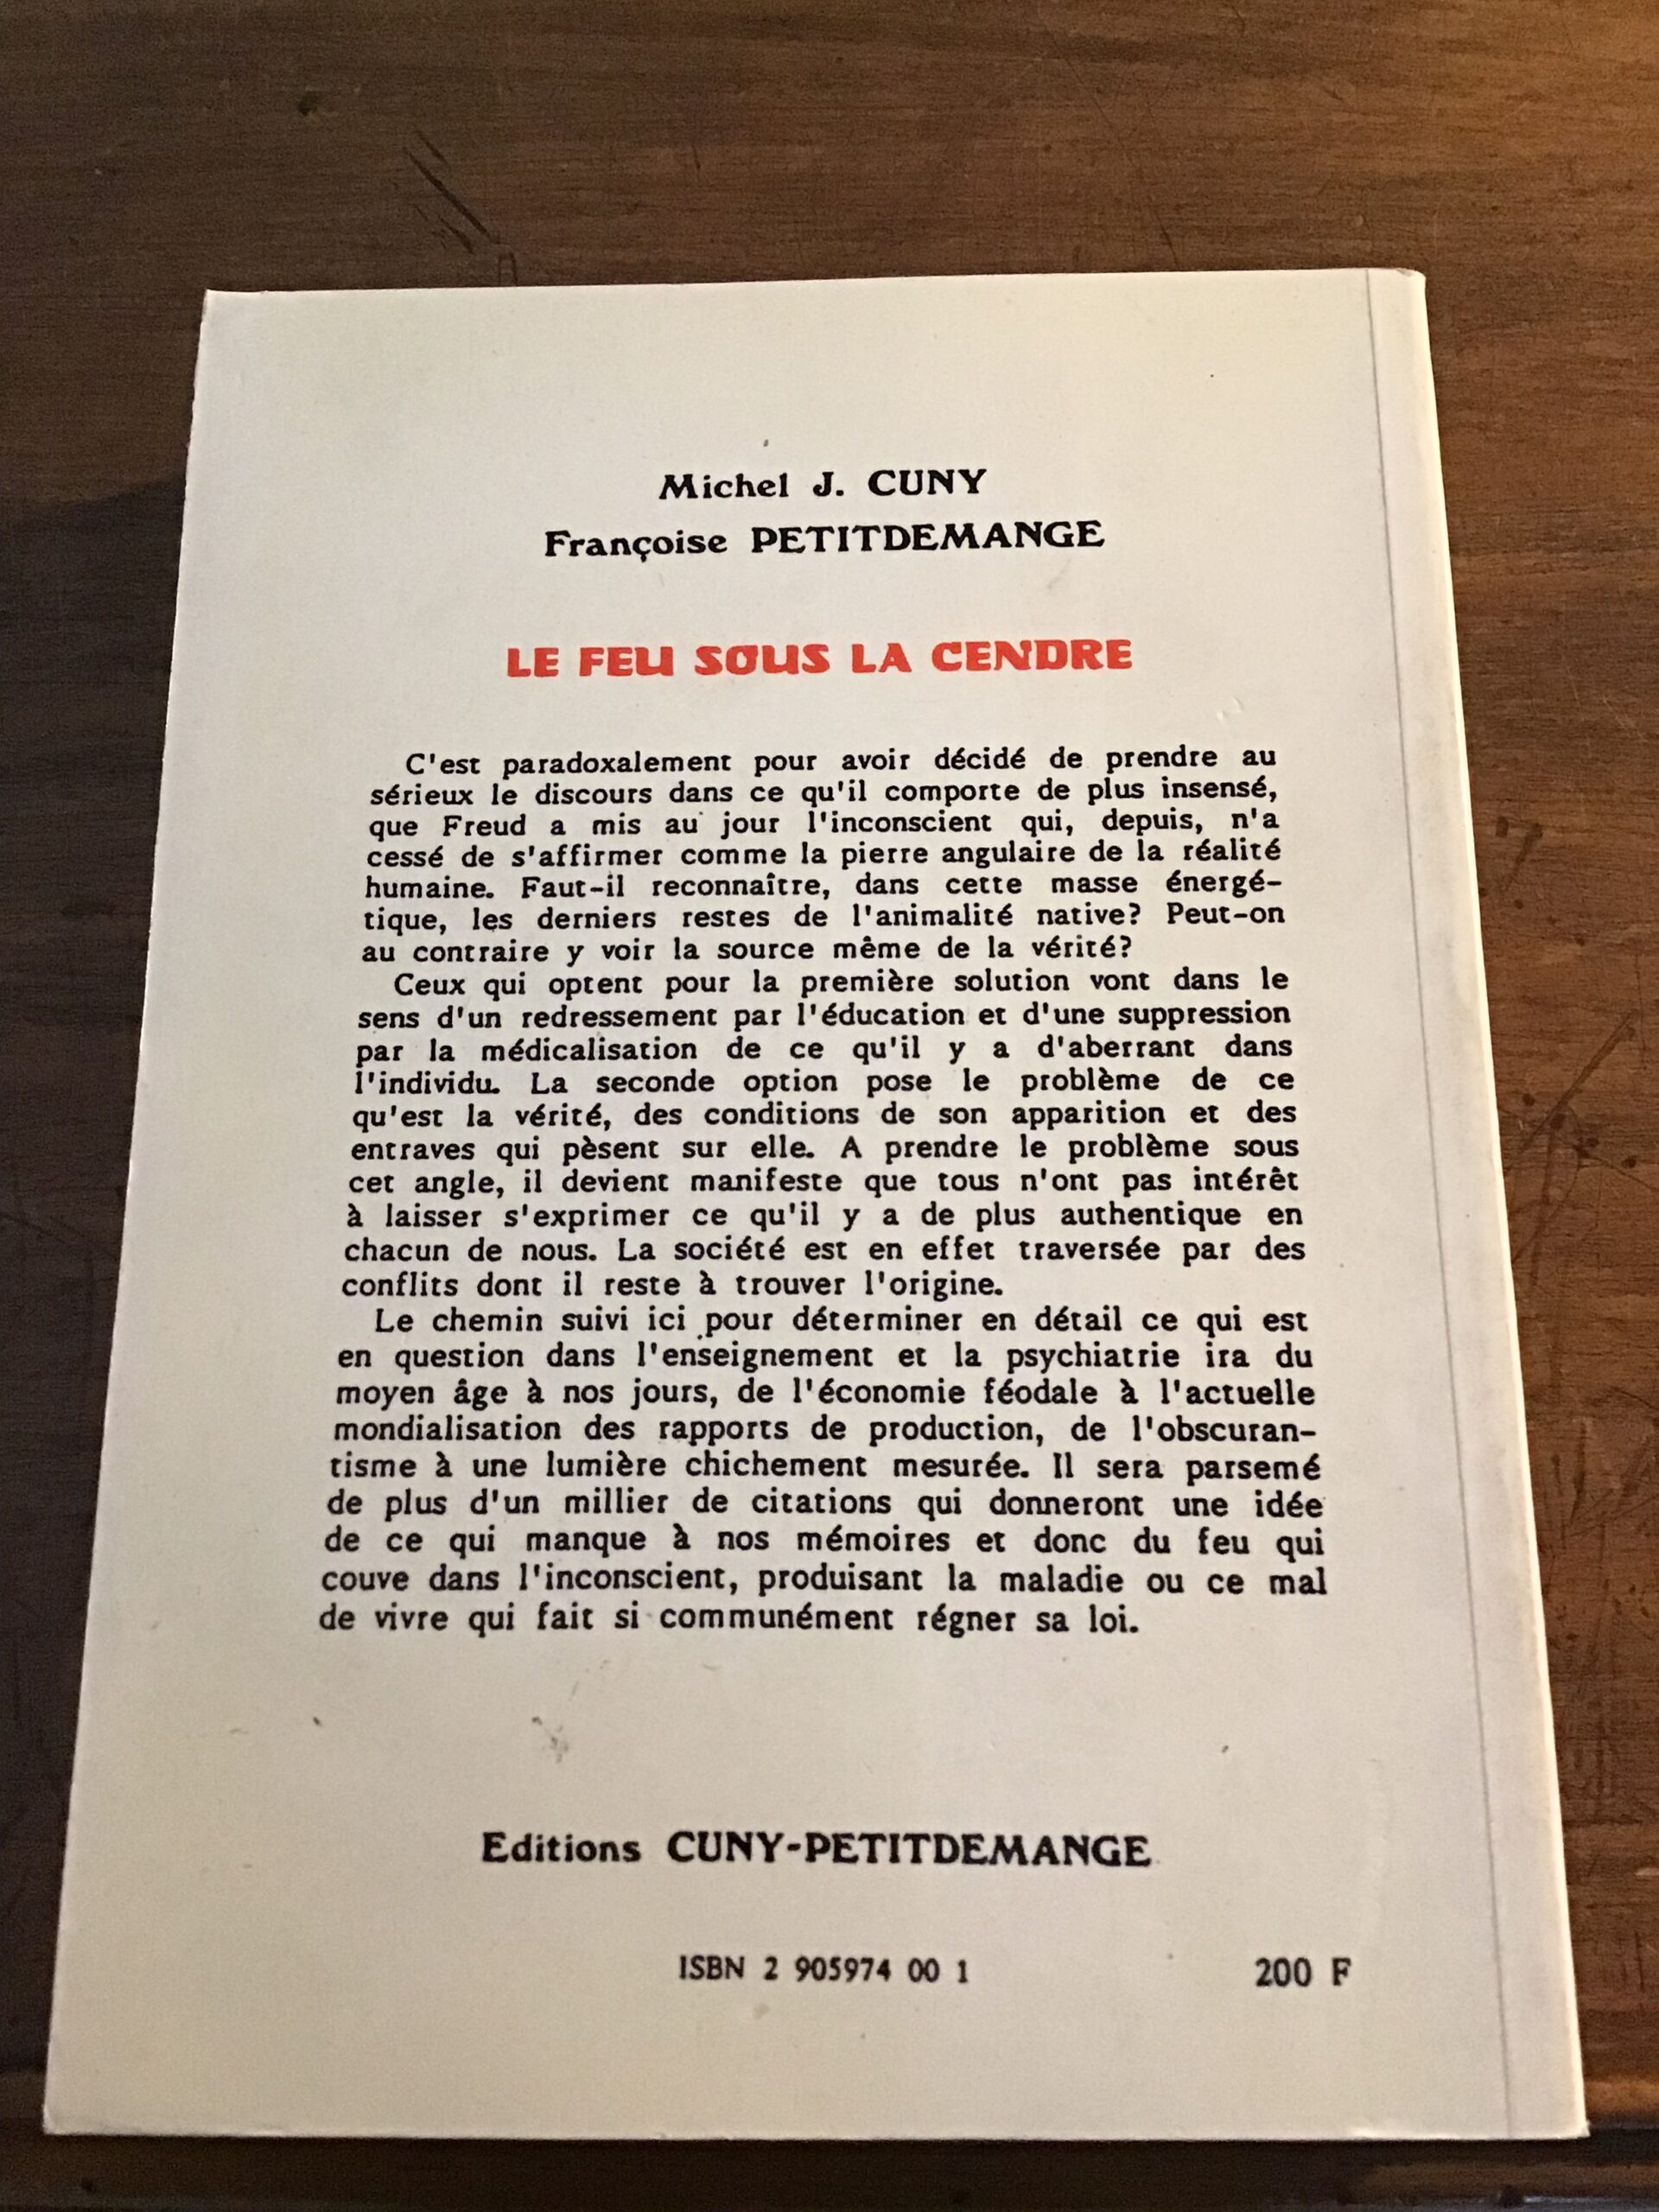 Michel J. CUNY
Françoise PETITDEMANGE
LE FEU SOUS LA CENDRE
C'est paradoxalement pour avoir décidé de prendre au
sérieux le discours dans ce qu'il comporte de plus insensé,
que Freud a mis au jour l'inconscient qui, depuis, n'a
cessé de s'affirmer comme la pierre angulaire de la réalité
humaine. Faut-il reconnaître, dans cette masse énergé-
tique, les derniers restes de l'animalité native? Peut-on
au contraire y voir la source même de la vérité?
Ceux qui optent pour la première solution vont dans le
sens d'un redressement par l'éducation et d'une suppression
par la médicalisation de ce qu'il y a d'aberrant dans
l'individu. La seconde option pose le problème de ce
qu'est la vérité, des conditions de son apparition et des
entraves qui pèsent sur elle. A prendre le problème sous
cet angle, il devient manifeste que tous n'ont pas intérêt
à laisser s'exprimer ce qu'il y a de plus authentique en
chacun de nous. La société est en effet traversée par des
conflits dont il reste à trouver l'origine.
Le chemin suivi ici pour déterminer en détail ce qui est
en question dans l'enseignement et la psychiatrie ira du
moyen âge à nos jours, de l'économie féodale à l'actuelle
mondialisation des rapports de production, de l'obscuran-
tisme à une lumière chichement mesurée. Il sera parsemé
de plus d'un millier de citations qui donneront une idée
de ce qui manque à nos mémoires et donc du feu qui
couve dans l'inconscient, produisant la maladie ou ce mal
de vivre qui fait si communément régner sa loi.
Editions CUNY-PETITDEMANGE
ISBN 2 905974 00 1
200 F